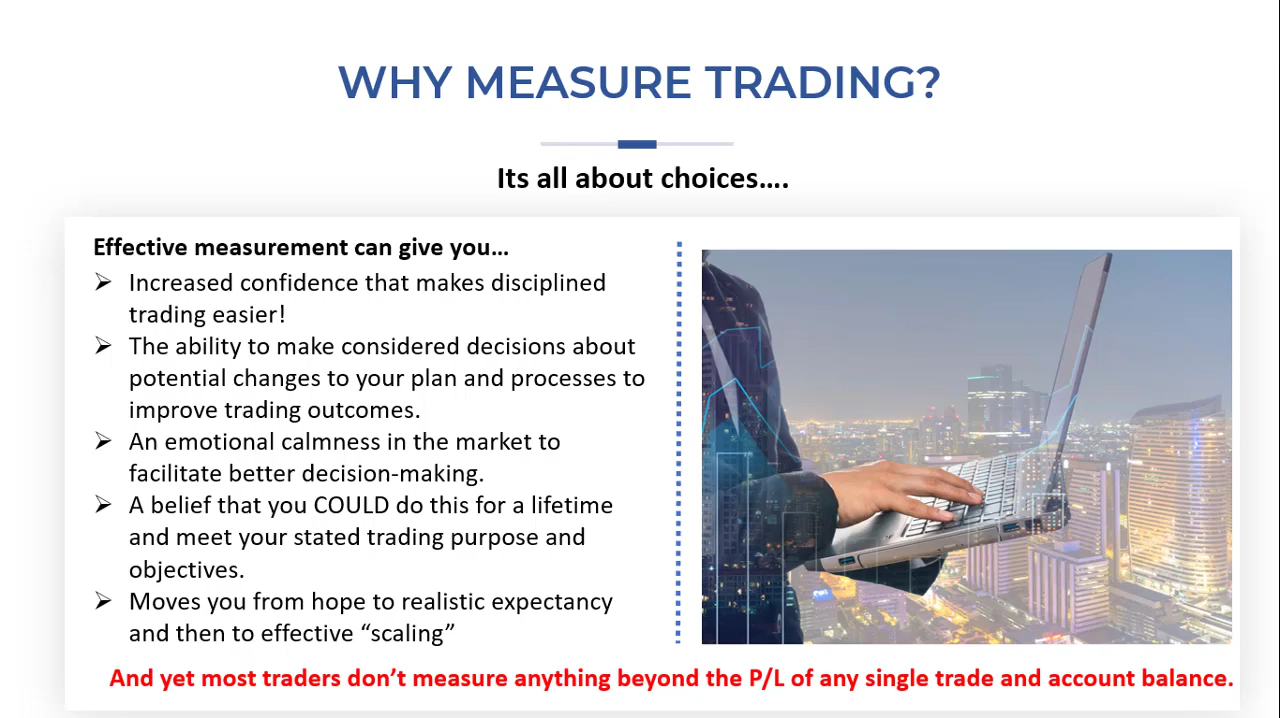 WHY MEASURE TRADING?
Its all about choices....
Effective measurement can give you...
➢ Increased confidence that makes disciplined
trading easier!
➢ The ability to make considered decisions about
potential changes to your plan and processes to
improve trading outcomes.
➢ An emotional calmness in the market to
facilitate better decision-making.
➢ A belief that you COULD do this for a lifetime
and meet your stated trading purpose and
objectives.
➢ Moves you from hope to realistic expectancy
and then to effective “scaling”
And yet most traders don’t measure anything beyond the P/L of any single trade and account balance.